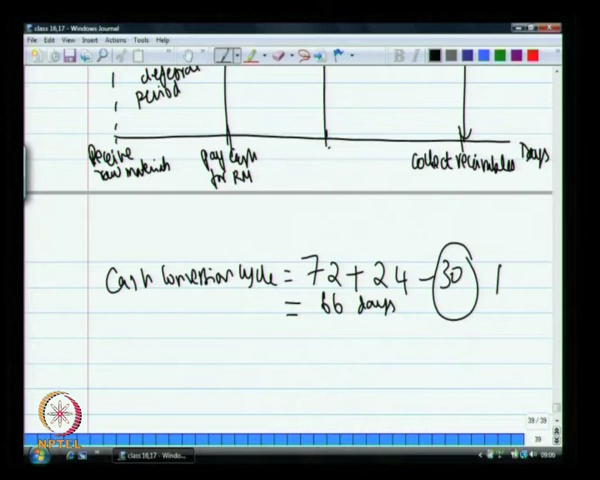 class 16,17 - Windows Journal
File Edit View Insert Actions Tools Help
B I
deferral
period
Receive
raw materials
pay cash
for RM
collect receivables
Days
Cash Conversion Cycle = 72 + 24 - 30
= 66 days
39 / 39
39
NPTEL
class 16,17 - Windo...
09:06